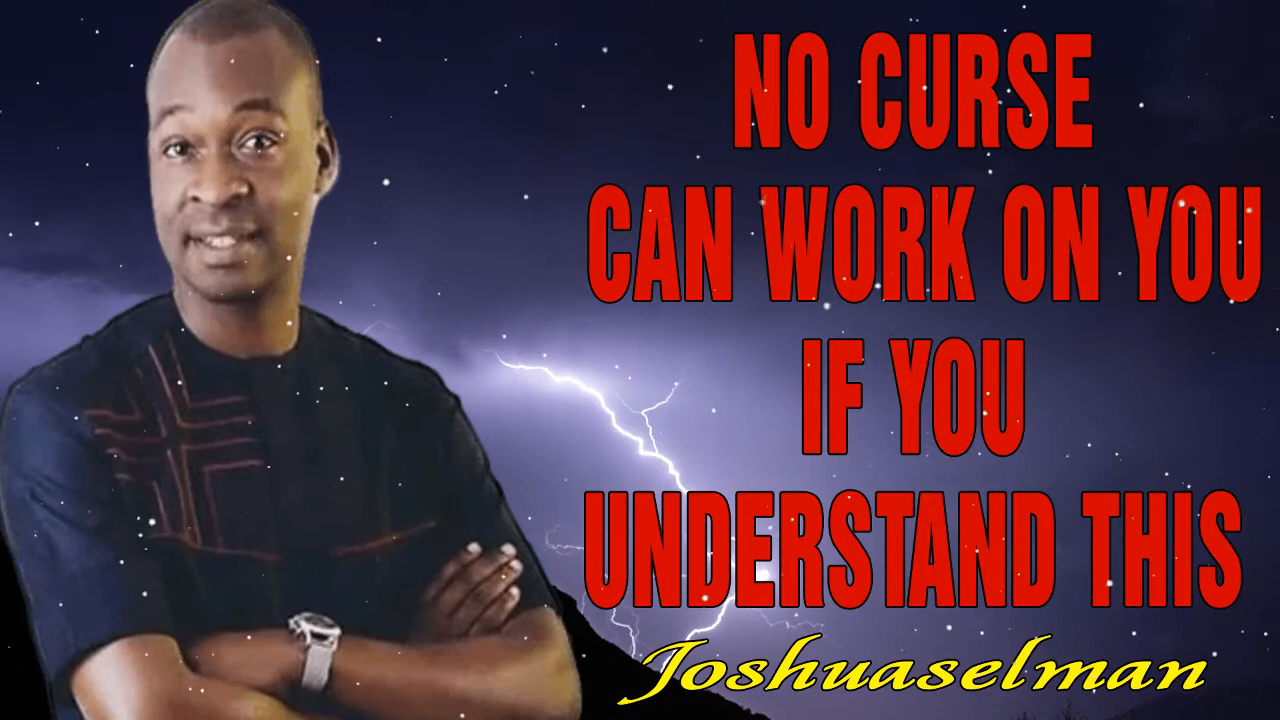 NO CURSE
CAN WORK ON YOU
IF YOU
UNDERSTAND THIS
Joshuaselman